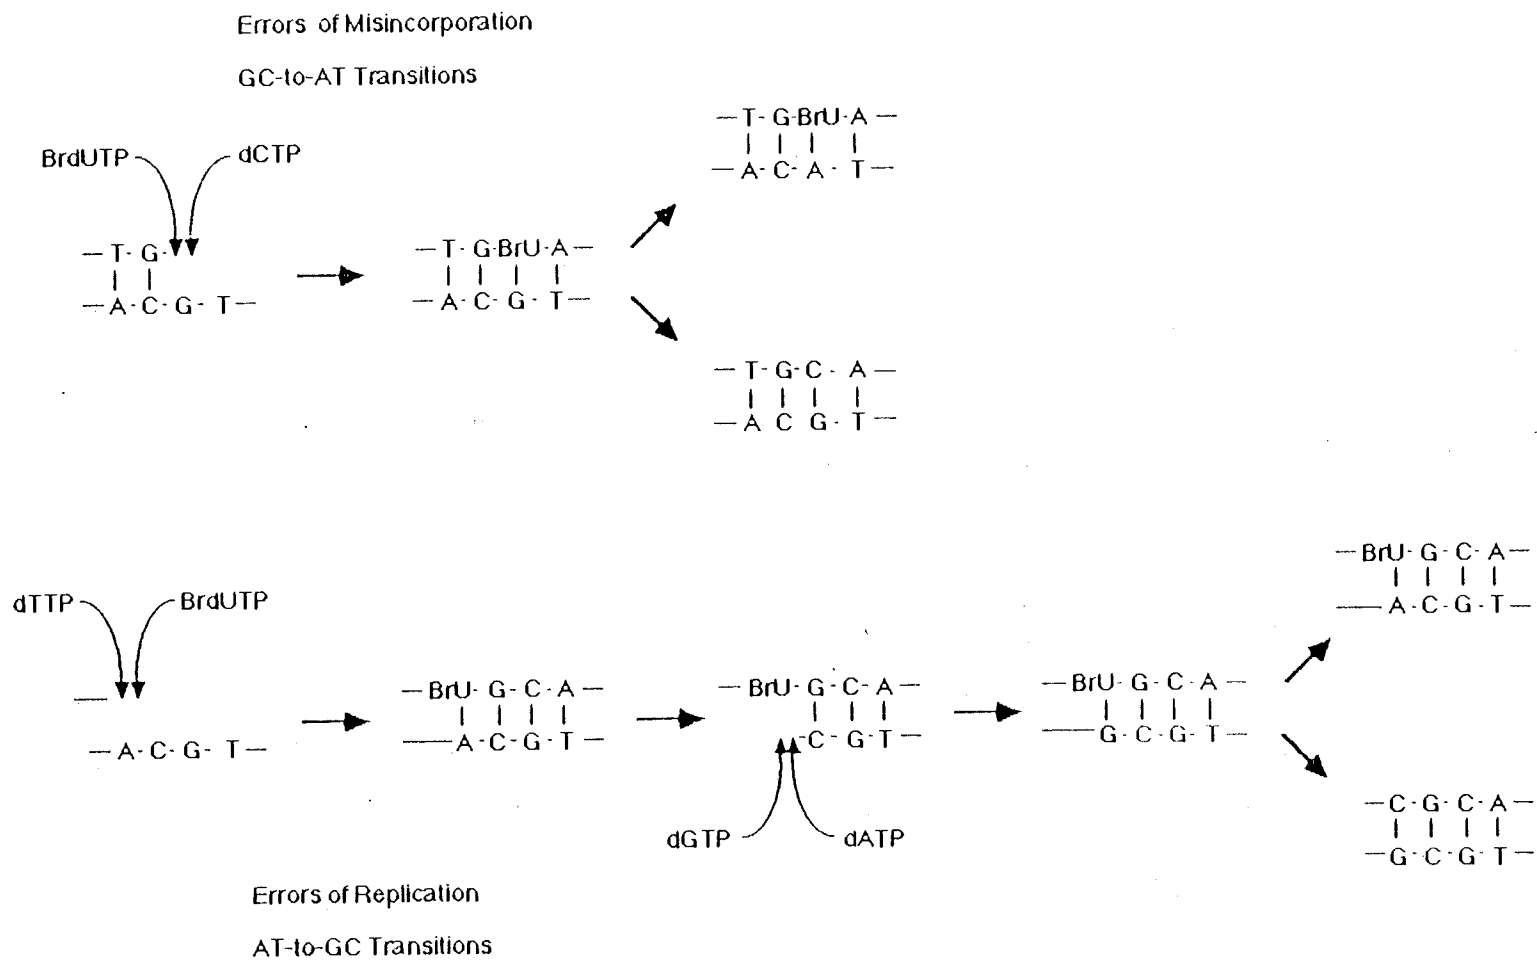 Errors of Misincorporation
GC-to-AT Transitions
BrdUTP
dCTP
— T- G-
— A- C- G- T —
— T- G-BrU-A —
— A- C- G- T —
— T- G-BrU-A —
— A- C- A- T —
— T- G-C- A —
— A C G- T —
dTTP
BrdUTP
—
— A- C- G- T —
— BrU- G- C- A —
— A- C- G- T —
— BrU- G- C- A —
-C- G- T —
dGTP
dATP
— BrU- G- C- A —
— G- C- G- T —
— BrU- G- C- A —
— A- C- G- T —
— C- G- C- A —
— G- C- G- T —
Errors of Replication
AT-to-GC Transitions